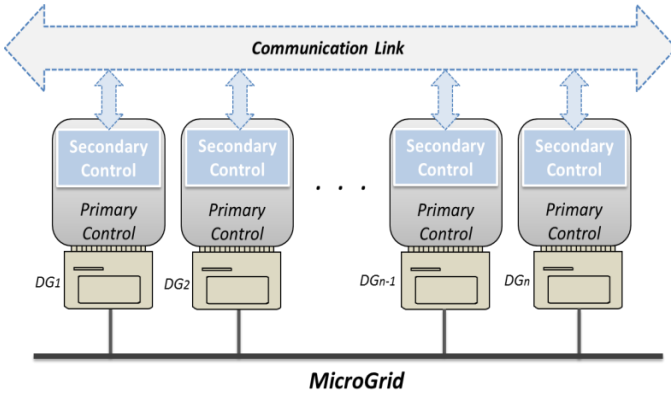 Communication Link
Secondary
Control
Secondary
Control
Secondary
Control
Secondary
Control
. . .
Primary
Control
Primary
Control
Primary
Control
Primary
Control
DG1
DG2
DGn-1
DGn
MicroGrid